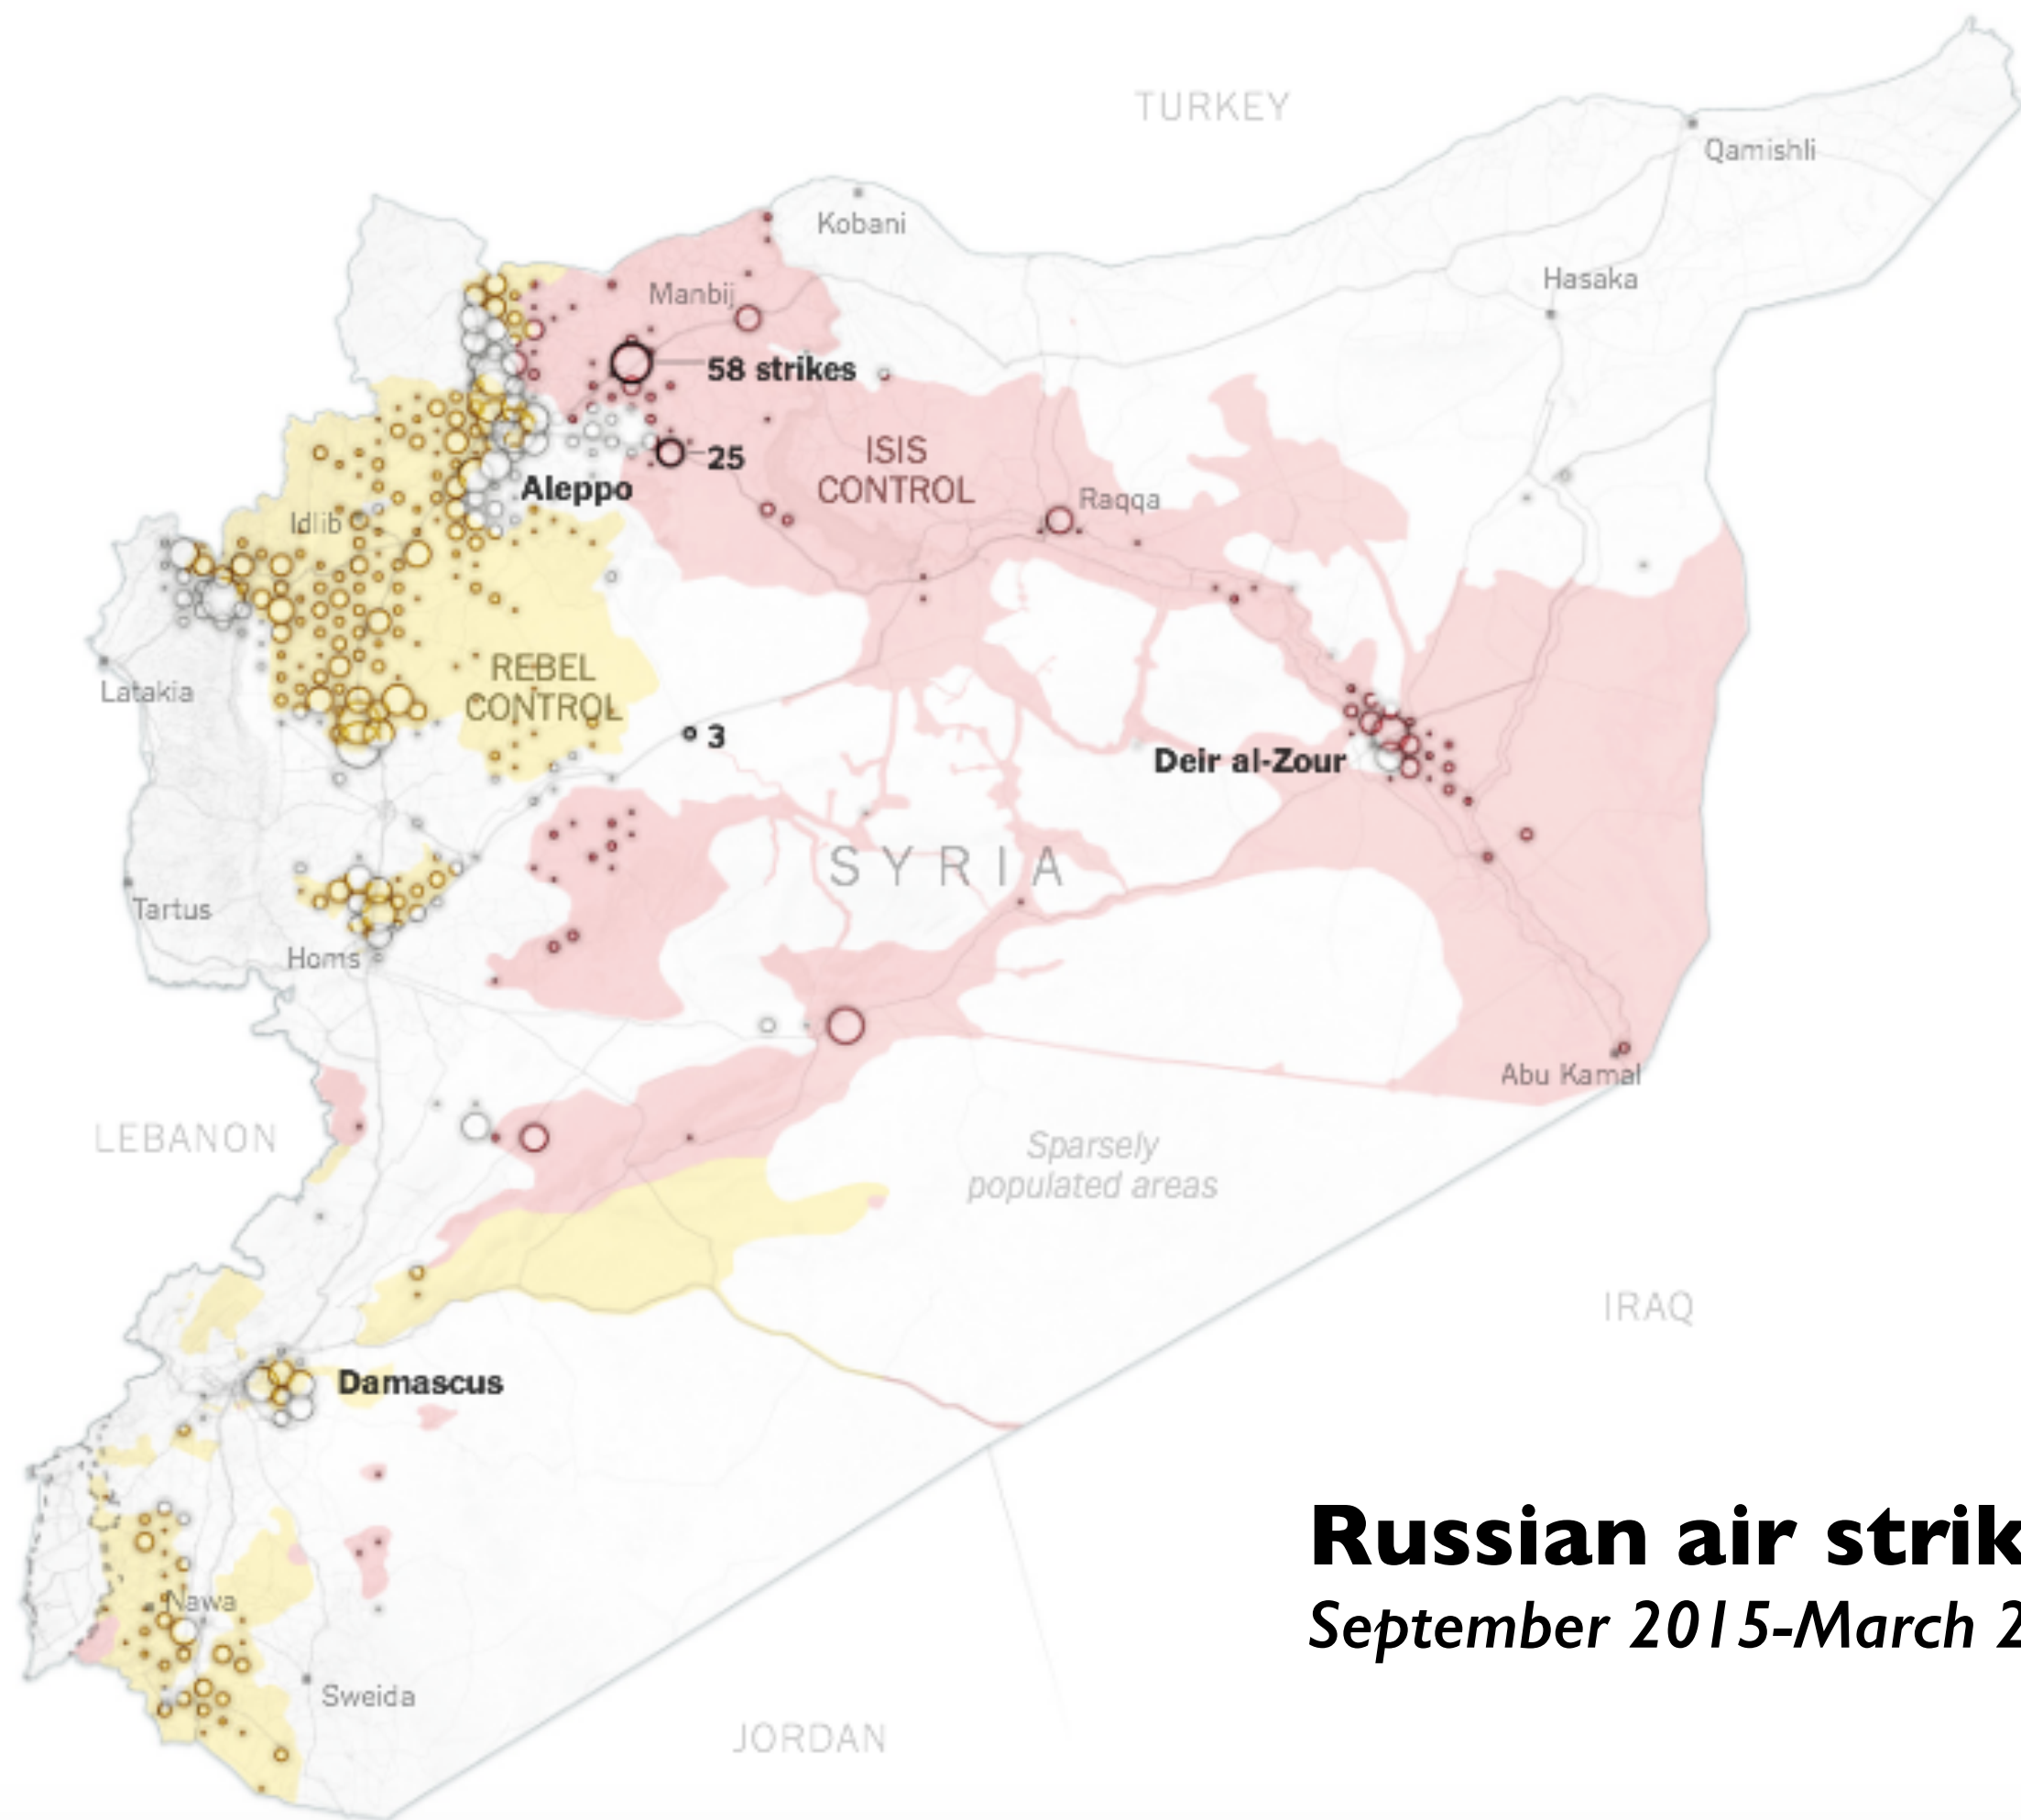 TURKEY
Qamishli
Kobani
Hasaka
Manbij
58 strikes
25
ISIS
CONTROL
Aleppo
Raqqa
Idlib
REBEL
CONTROL
Latakia
3
Deir al-Zour
SYRIA
Tartus
Homs
Abu Kamal
LEBANON
Sparsely
populated areas
IRAQ
Damascus
Russian air strik
September 2015-March 2
Nawa
Sweida
JORDAN